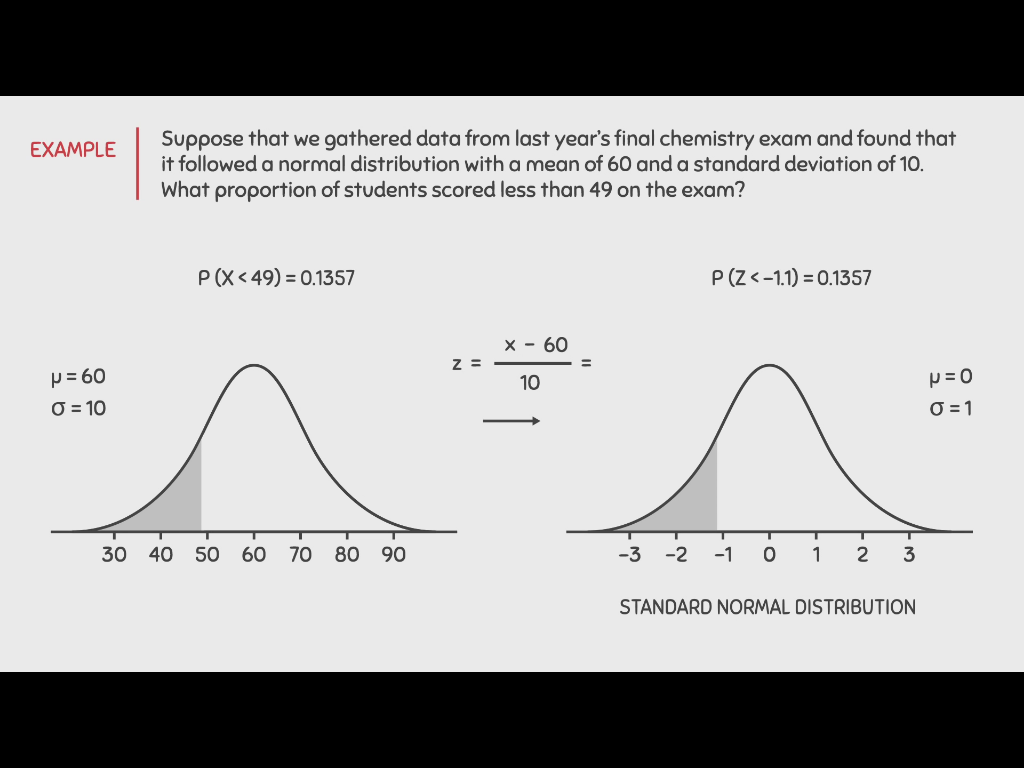 EXAMPLE
Suppose that we gathered data from last year's final chemistry exam and found that
it followed a normal distribution with a mean of 60 and a standard deviation of 10.
What proportion of students scored less than 49 on the exam?
P (X < 49) = 0.1357
P (Z < −1.1) = 0.1357
μ = 60
σ = 10
z = x − 60 / 10 =
μ = 0
σ = 1
30 40 50 60 70 80 90
−3 −2 −1 0 1 2 3
STANDARD NORMAL DISTRIBUTION